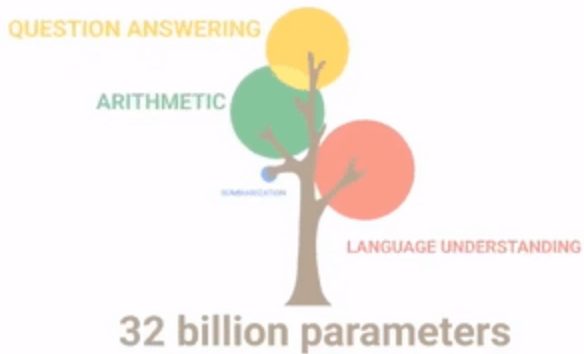 QUESTION ANSWERING
ARITHMETIC
SUMMARIZATION
LANGUAGE UNDERSTANDING
32 billion parameters